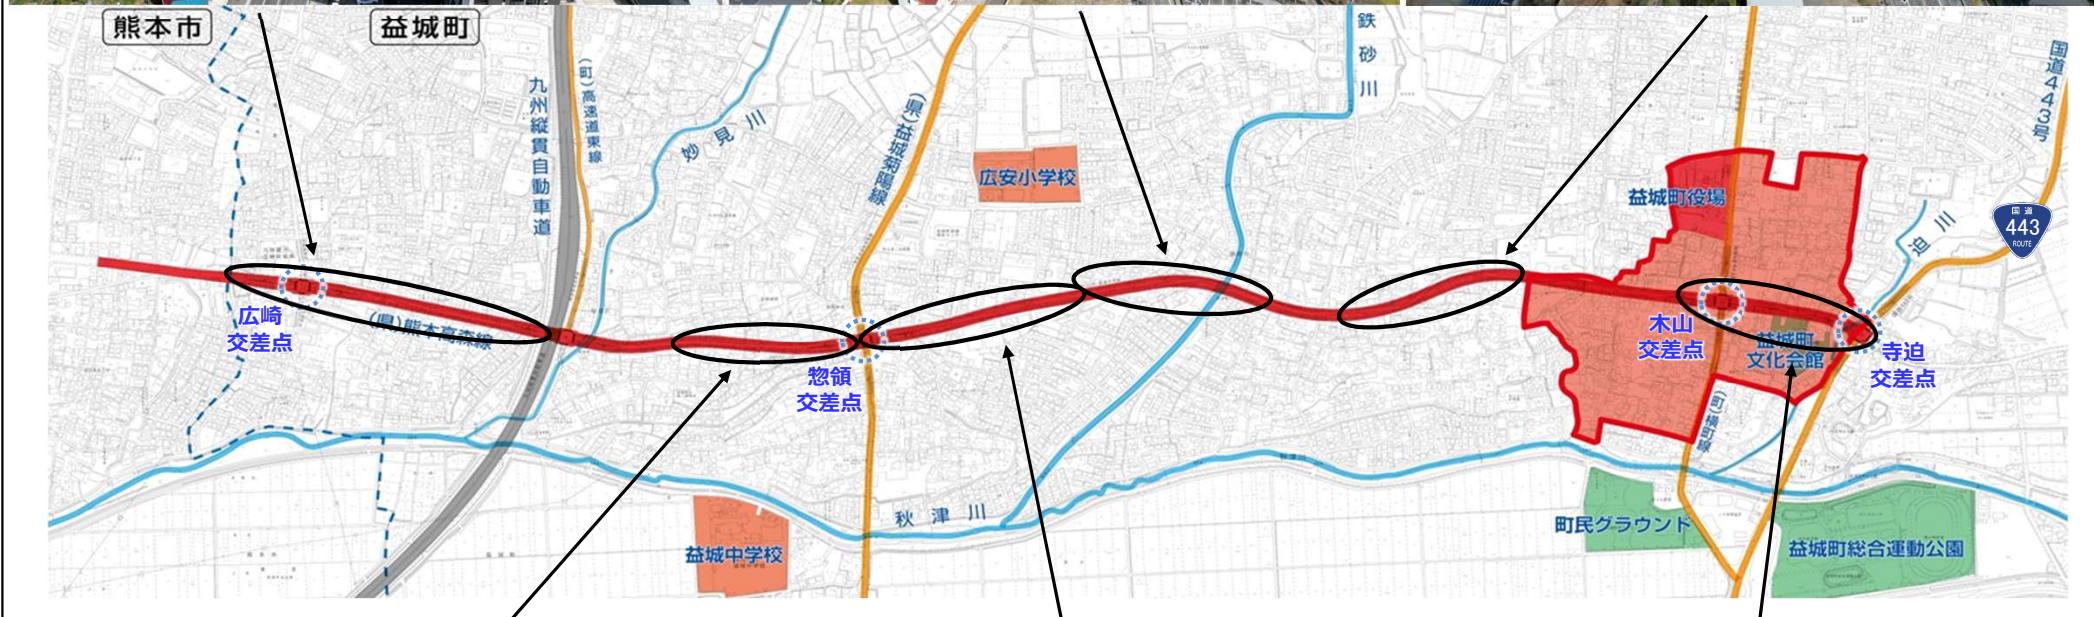 熊本市
益城町
九州縦貫自動車道
(町)高速道東線
妙見川
(県)益城菊陽線
鉄砂川
国道443号
広安小学校
益城町役場
迫川
国道
443
ROUTE
広崎
交差点
(県)熊本高森線
惣領
交差点
木山
交差点
益城町
文化会館
寺迫
交差点
(町)横町線
秋津川
益城中学校
町民グラウンド
益城町総合運動公園